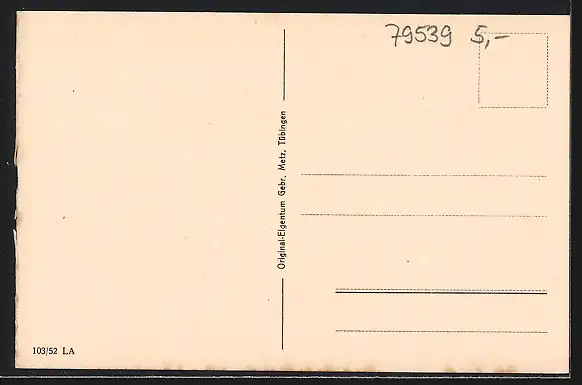 79539 5,-
Original-Eigentum Gebr. Metz, Tübingen
103/52 LA